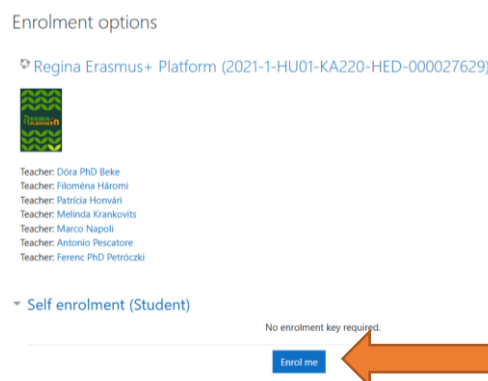 Enrolment options
Regina Erasmus+ Platform (2021-1-HU01-KA220-HED-000027629)
Teacher: Dóra PhD Beke
Teacher: Filoména Háromi
Teacher: Patrícia Honvári
Teacher: Melinda Krankovits
Teacher: Marco Napoli
Teacher: Antonio Pescatore
Teacher: Ferenc PhD Petróczki
Self enrolment (Student)
No enrolment key required.
Enrol me